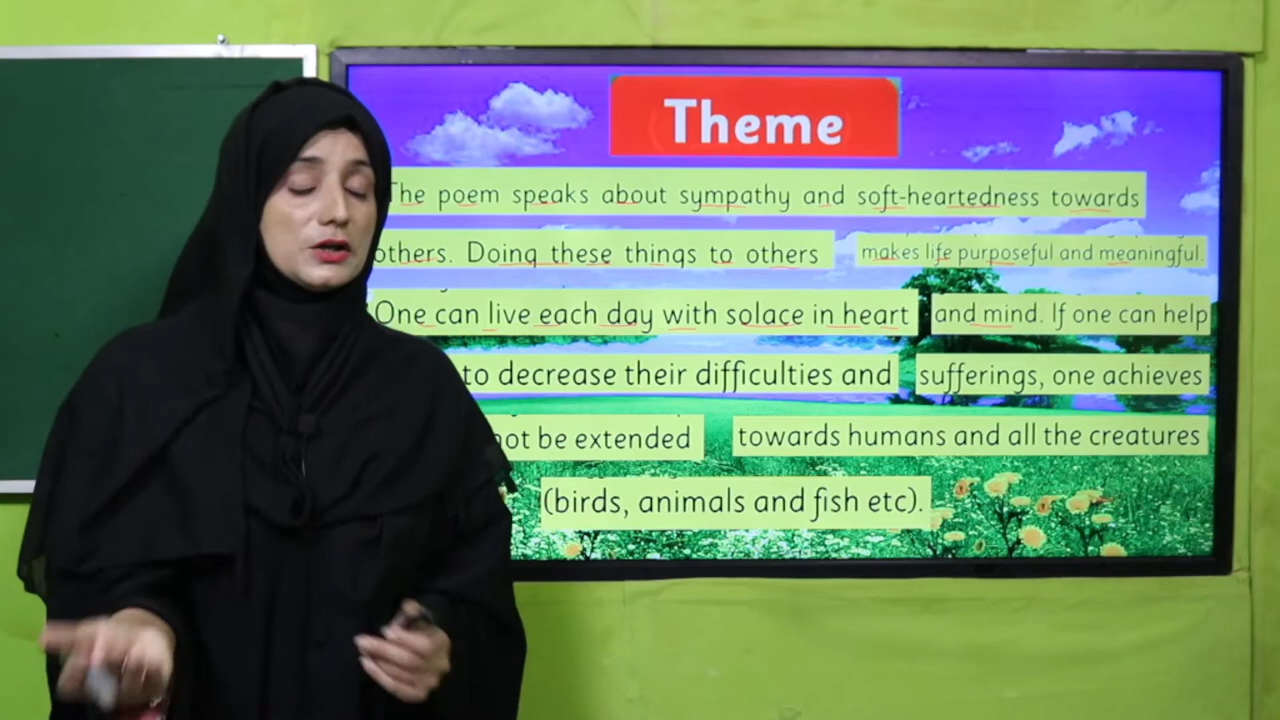 Theme
The poem speaks about sympathy and soft-heartedness towards
others. Doing these things to others makes life purposeful and meaningful.
One can live each day with solace in heart and mind. If one can help
to decrease their difficulties and sufferings, one achieves
not be extended towards humans and all the creatures
(birds, animals and fish etc).